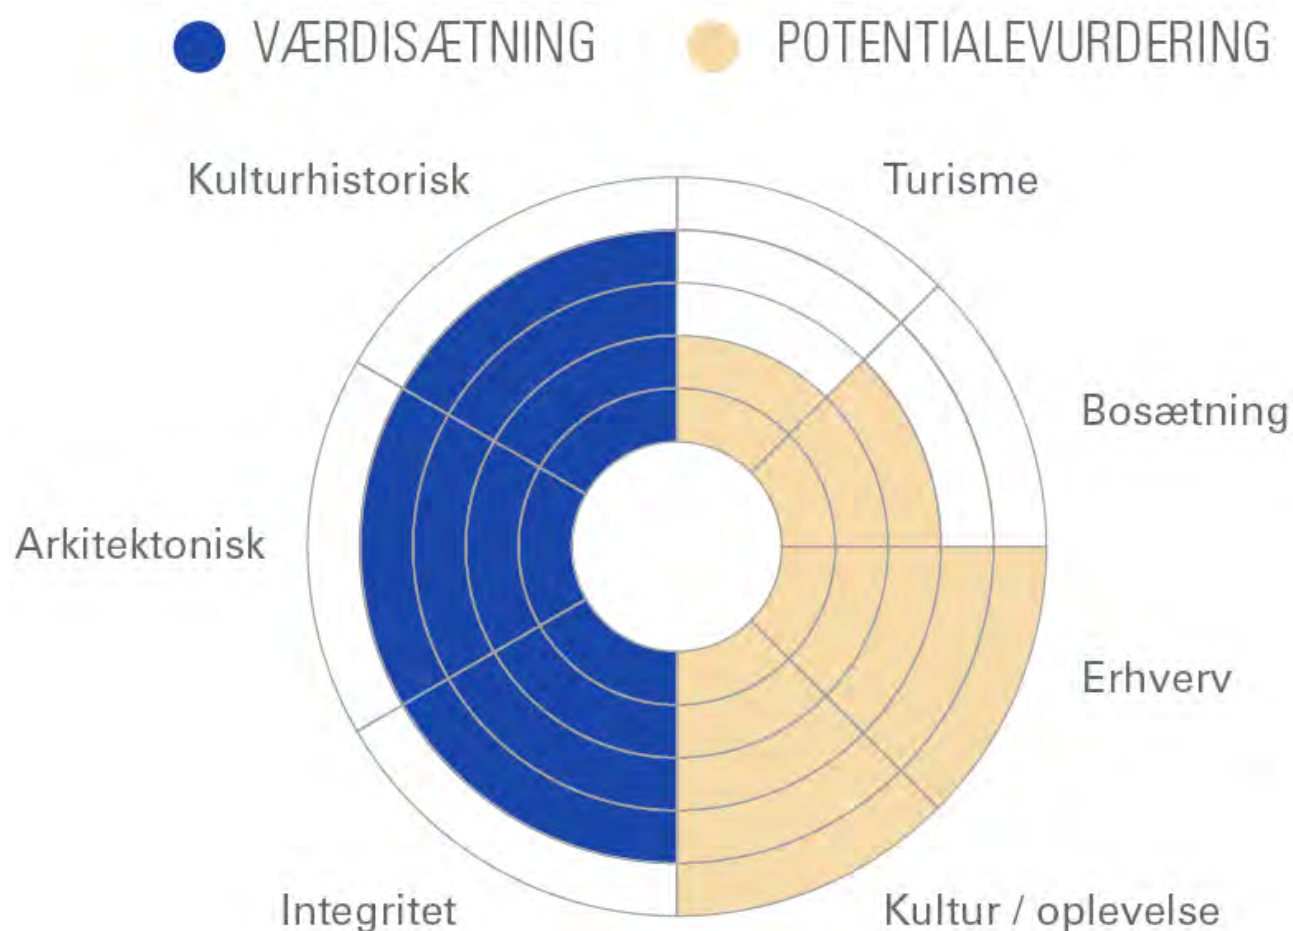 VÆRDISÆTNING
POTENTIALEVURDERING
Kulturhistorisk
Turisme
Bosætning
Arkitektonisk
Erhverv
Integritet
Kultur / oplevelse